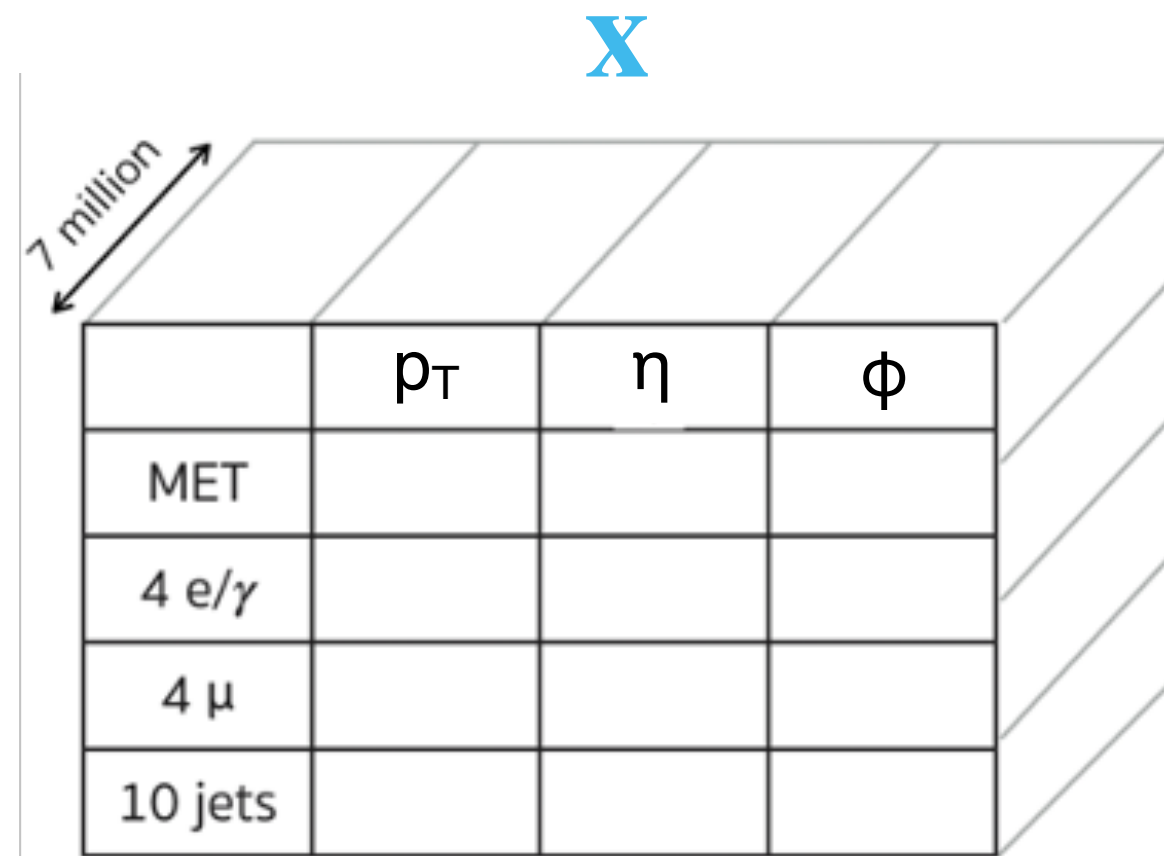 X
7 million
pT η φ
MET
4 e/γ
4 μ
10 jets